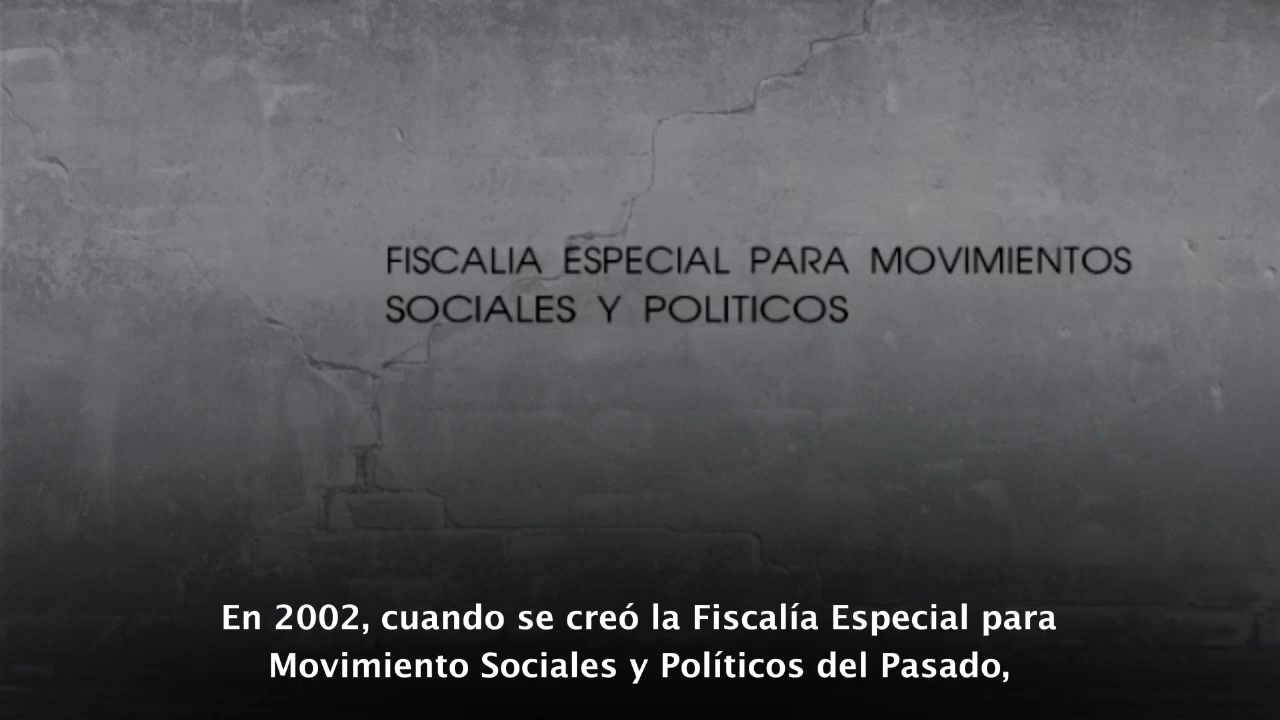 FISCALIA ESPECIAL PARA MOVIMIENTOS
SOCIALES Y POLITICOS
En 2002, cuando se creó la Fiscalía Especial para
Movimiento Sociales y Políticos del Pasado,